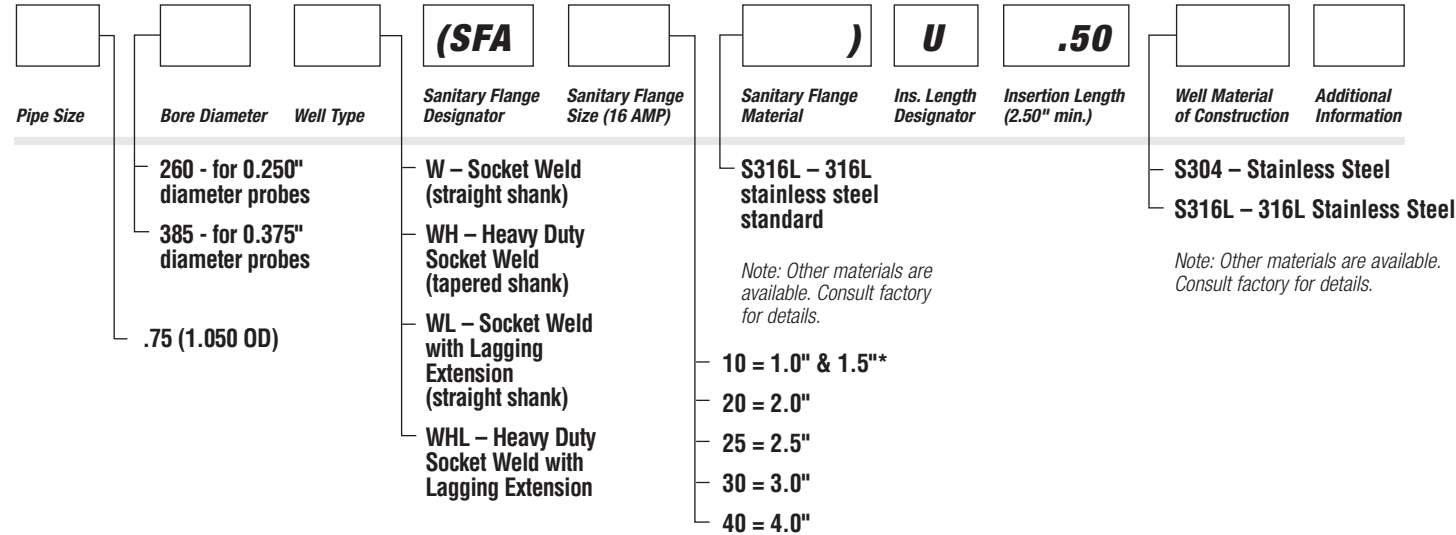 (SFA
)
U
.50
Pipe Size
Bore Diameter
Well Type
Sanitary Flange
Designator
Sanitary Flange
Size (16 AMP)
Sanitary Flange
Material
Ins. Length
Designator
Insertion Length
(2.50" min.)
Well Material
of Construction
Additional
Information
.75 (1.050 OD)
260 - for 0.250"
diameter probes
385 - for 0.375"
diameter probes
W – Socket Weld
(straight shank)
WH – Heavy Duty
Socket Weld
(tapered shank)
WL – Socket Weld
with Lagging
Extension
(straight shank)
WHL – Heavy Duty
Socket Weld with
Lagging Extension
10 = 1.0" & 1.5"*
20 = 2.0"
25 = 2.5"
30 = 3.0"
40 = 4.0"
S316L – 316L
stainless steel
standard
Note: Other materials are
available. Consult factory
for details.
S304 – Stainless Steel
S316L – 316L Stainless Steel
Note: Other materials are available.
Consult factory for details.